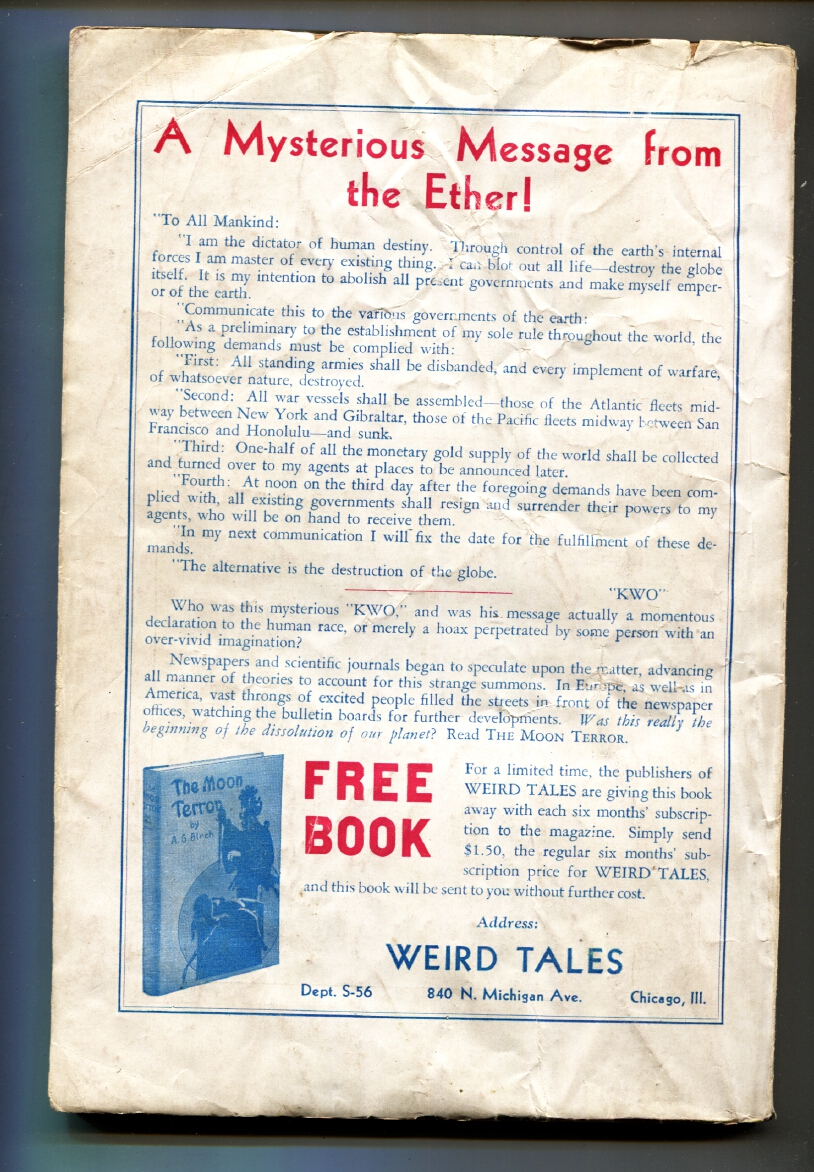 A Mysterious Message from
the Ether!
"To All Mankind:
"I am the dictator of human destiny. Through control of the earth's internal
forces I am master of every existing thing. I can blot out all life—destroy the globe
itself. It is my intention to abolish all present governments and make myself emper-
or of the earth.
"Communicate this to the various governments of the earth:
"As a preliminary to the establishment of my sole rule throughout the world, the
following demands must be complied with:
"First: All standing armies shall be disbanded, and every implement of warfare,
of whatsoever nature, destroyed.
"Second: All war vessels shall be assembled—those of the Atlantic fleets mid-
way between New York and Gibraltar, those of the Pacific fleets midway between San
Francisco and Honolulu—and sunk.
"Third: One-half of all the monetary gold supply of the world shall be collected
and turned over to my agents at places to be announced later.
"Fourth: At noon on the third day after the foregoing demands have been com-
plied with, all existing governments shall resign and surrender their powers to my
agents, who will be on hand to receive them.
"In my next communication I will fix the date for the fulfillment of these de-
mands.
"The alternative is the destruction of the globe.
"KWO"
Who was this mysterious "KWO," and was his message actually a momentous
declaration to the human race, or merely a hoax perpetrated by some person with an
over-vivid imagination?
Newspapers and scientific journals began to speculate upon the matter, advancing
all manner of theories to account for this strange summons. In Europe, as well as in
America, vast throngs of excited people filled the streets in front of the newspaper
offices, watching the bulletin boards for further developments. Was this really the
beginning of the dissolution of our planet? Read THE MOON TERROR.
The Moon
Terror
by
A. G. Birch
FREE
BOOK
For a limited time, the publishers of
WEIRD TALES are giving this book
away with each six months' subscrip-
tion to the magazine. Simply send
$1.50, the regular six months' sub-
scription price for WEIRD TALES,
and this book will be sent to you without further cost.
Address:
WEIRD TALES
Dept. S-56 840 N. Michigan Ave. Chicago, Ill.